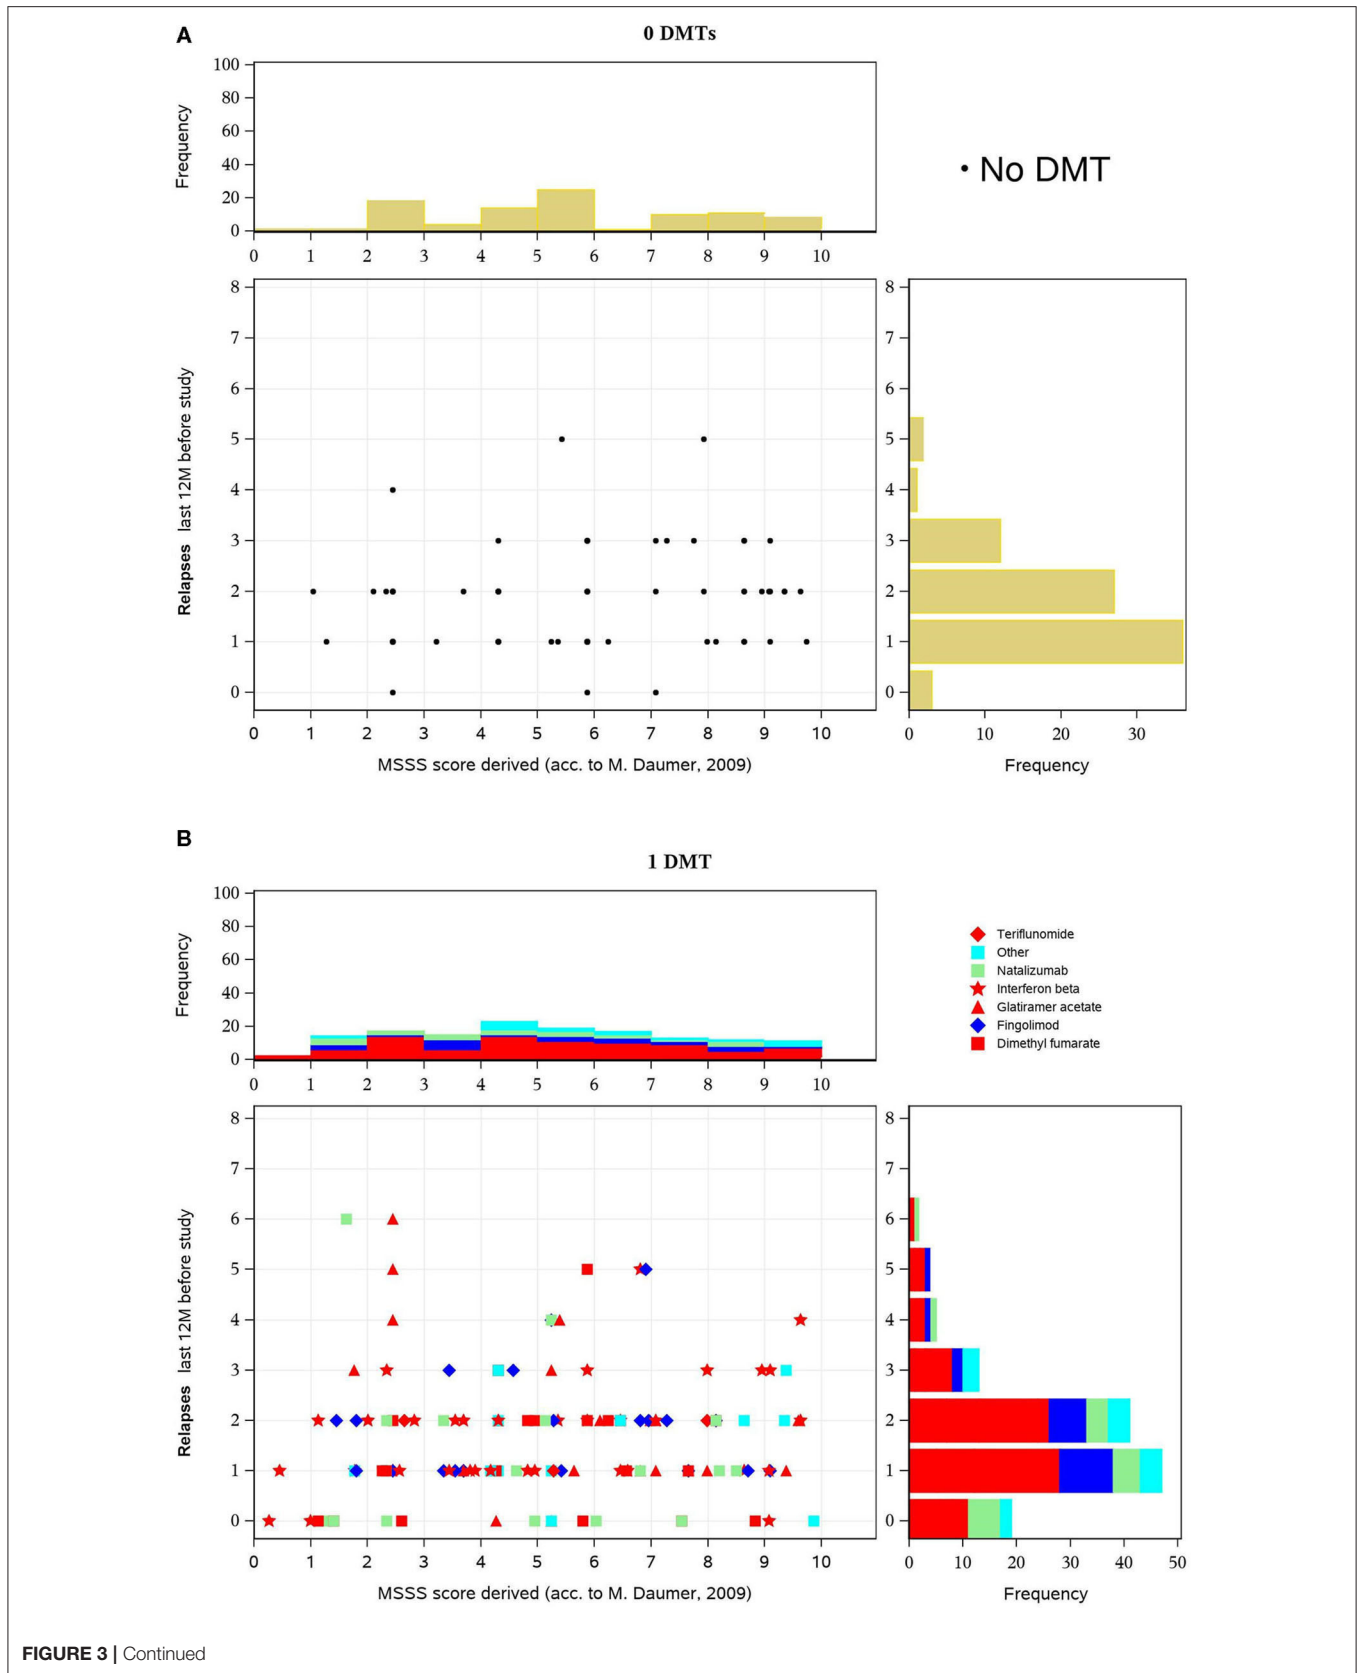 A
0 DMTs
Frequency
100
80
60
40
20
0
0 1 2 3 4 5 6 7 8 9 10
No DMT
Relapses last 12M before study
8
7
6
5
4
3
2
1
0
0 1 2 3 4 5 6 7 8 9 10
MSSS score derived (acc. to M. Daumer, 2009)
8
7
6
5
4
3
2
1
0
0 10 20 30
Frequency
B
1 DMT
Frequency
100
80
60
40
20
0
0 1 2 3 4 5 6 7 8 9 10
Teriflunomide
Other
Natalizumab
Interferon beta
Glatiramer acetate
Fingolimod
Dimethyl fumarate
Relapses last 12M before study
8
7
6
5
4
3
2
1
0
0 1 2 3 4 5 6 7 8 9 10
MSSS score derived (acc. to M. Daumer, 2009)
8
7
6
5
4
3
2
1
0
0 10 20 30 40 50
Frequency
FIGURE 3 | Continued